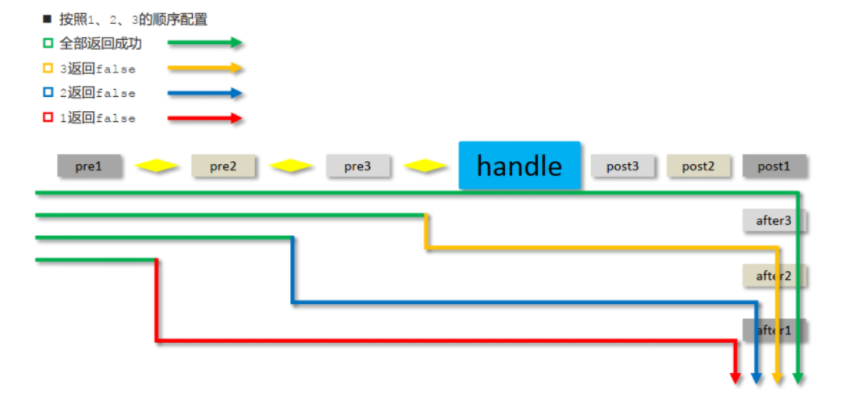 按照1、2、3的顺序配置
全部返回成功
3返回false
2返回false
1返回false
pre1 pre2 pre3 handle post3 post2 post1
after3
after2
after1